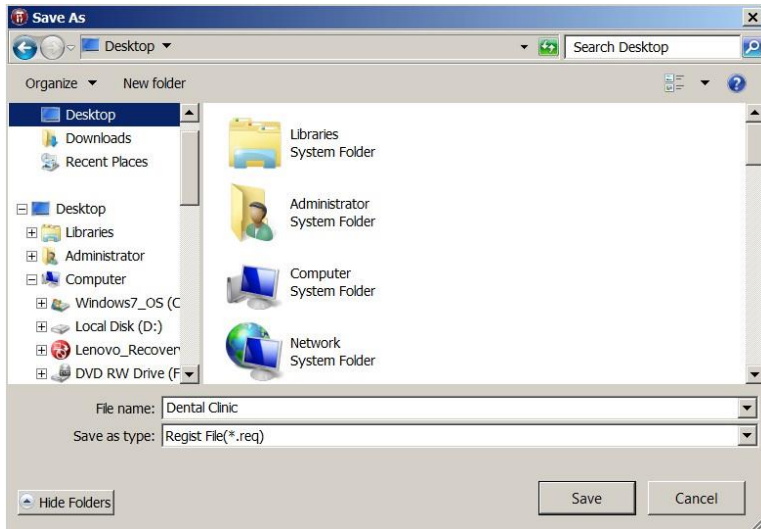 Save As
Desktop
Search Desktop
Organize
New folder
Desktop
Downloads
Recent Places
Desktop
Libraries
Administrator
Computer
Windows7_OS (C
Local Disk (D:)
Lenovo_Recover
DVD RW Drive (F
Libraries
System Folder
Administrator
System Folder
Computer
System Folder
Network
System Folder
File name: Dental Clinic
Save as type: Regist File(*.req)
Hide Folders
Save
Cancel